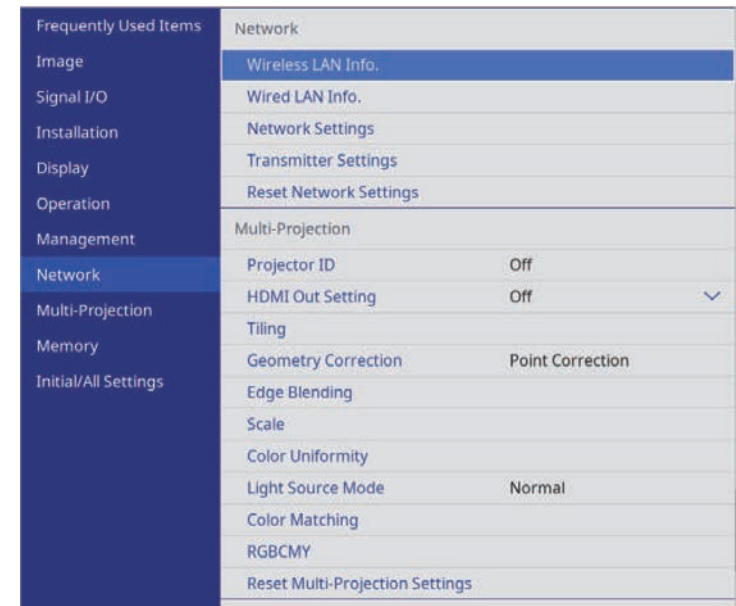 Frequently Used Items
Image
Signal I/O
Installation
Display
Operation
Management
Network
Multi-Projection
Memory
Initial/All Settings
Network
Wireless LAN Info.
Wired LAN Info.
Network Settings
Transmitter Settings
Reset Network Settings
Multi-Projection
Projector ID Off
HDMI Out Setting Off
Tiling
Geometry Correction Point Correction
Edge Blending
Scale
Color Uniformity
Light Source Mode Normal
Color Matching
RGBCMY
Reset Multi-Projection Settings